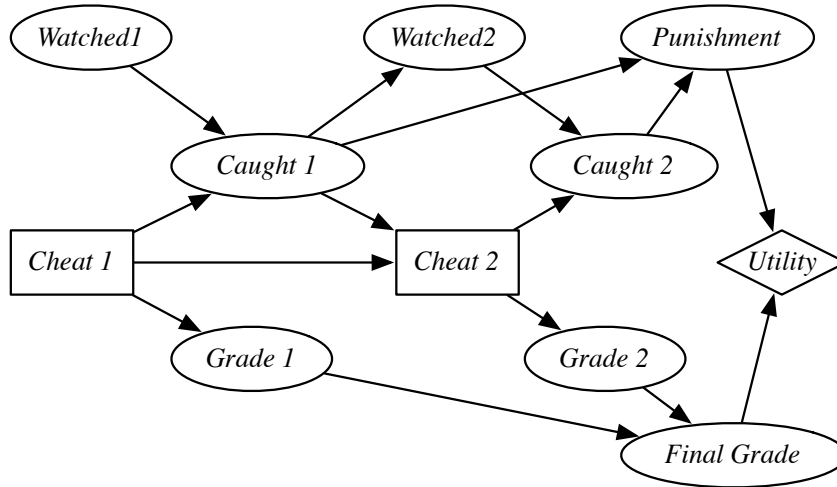 Watched1
Watched2
Punishment
Caught 1
Caught 2
Cheat 1
Cheat 2
Utility
Grade 1
Grade 2
Final Grade